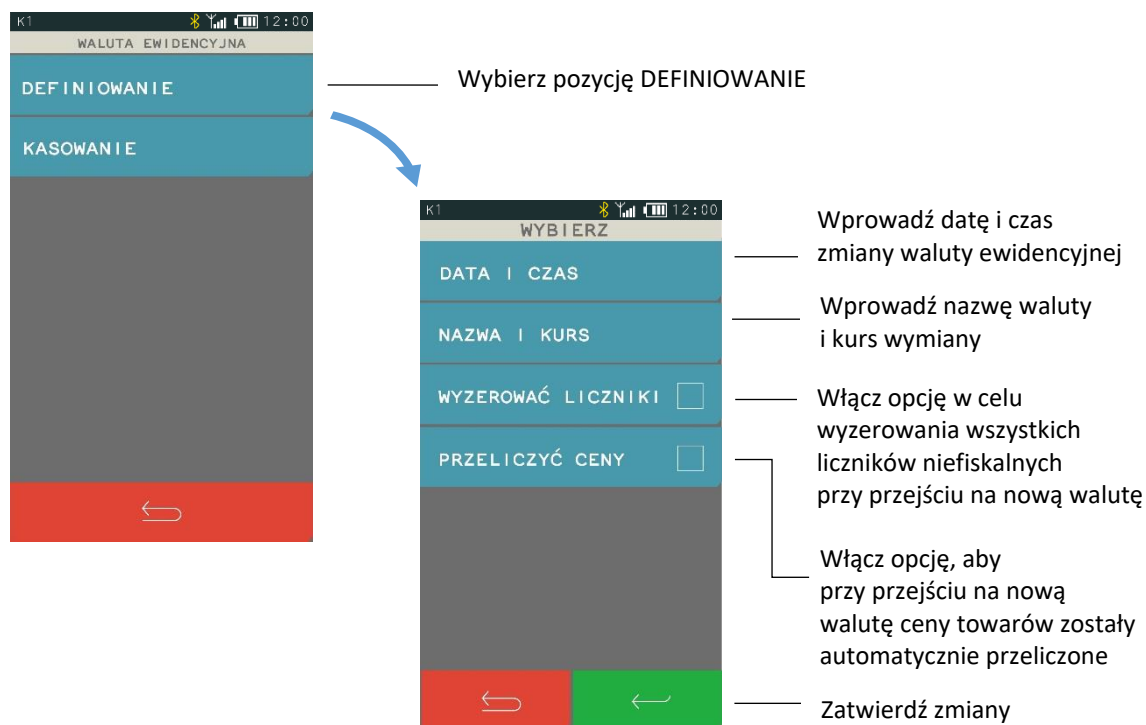 K1 12:00
WALUTA EWIDENCYJNA
DEFINIOWANIE
KASOWANIE
Wybierz pozycję DEFINIOWANIE
K1 12:00
WYBIERZ
DATA I CZAS
NAZWA I KURS
WYZEROWAĆ LICZNIKI
PRZELICZYĆ CENY
Wprowadź datę i czas
zmiany waluty ewidencyjnej
Wprowadź nazwę waluty
i kurs wymiany
Włącz opcję w celu
wyzerowania wszystkich
liczników niefiskalnych
przy przejściu na nową walutę
Włącz opcję, aby
przy przejściu na nową
walutę ceny towarów zostały
automatycznie przeliczone
Zatwierdź zmiany